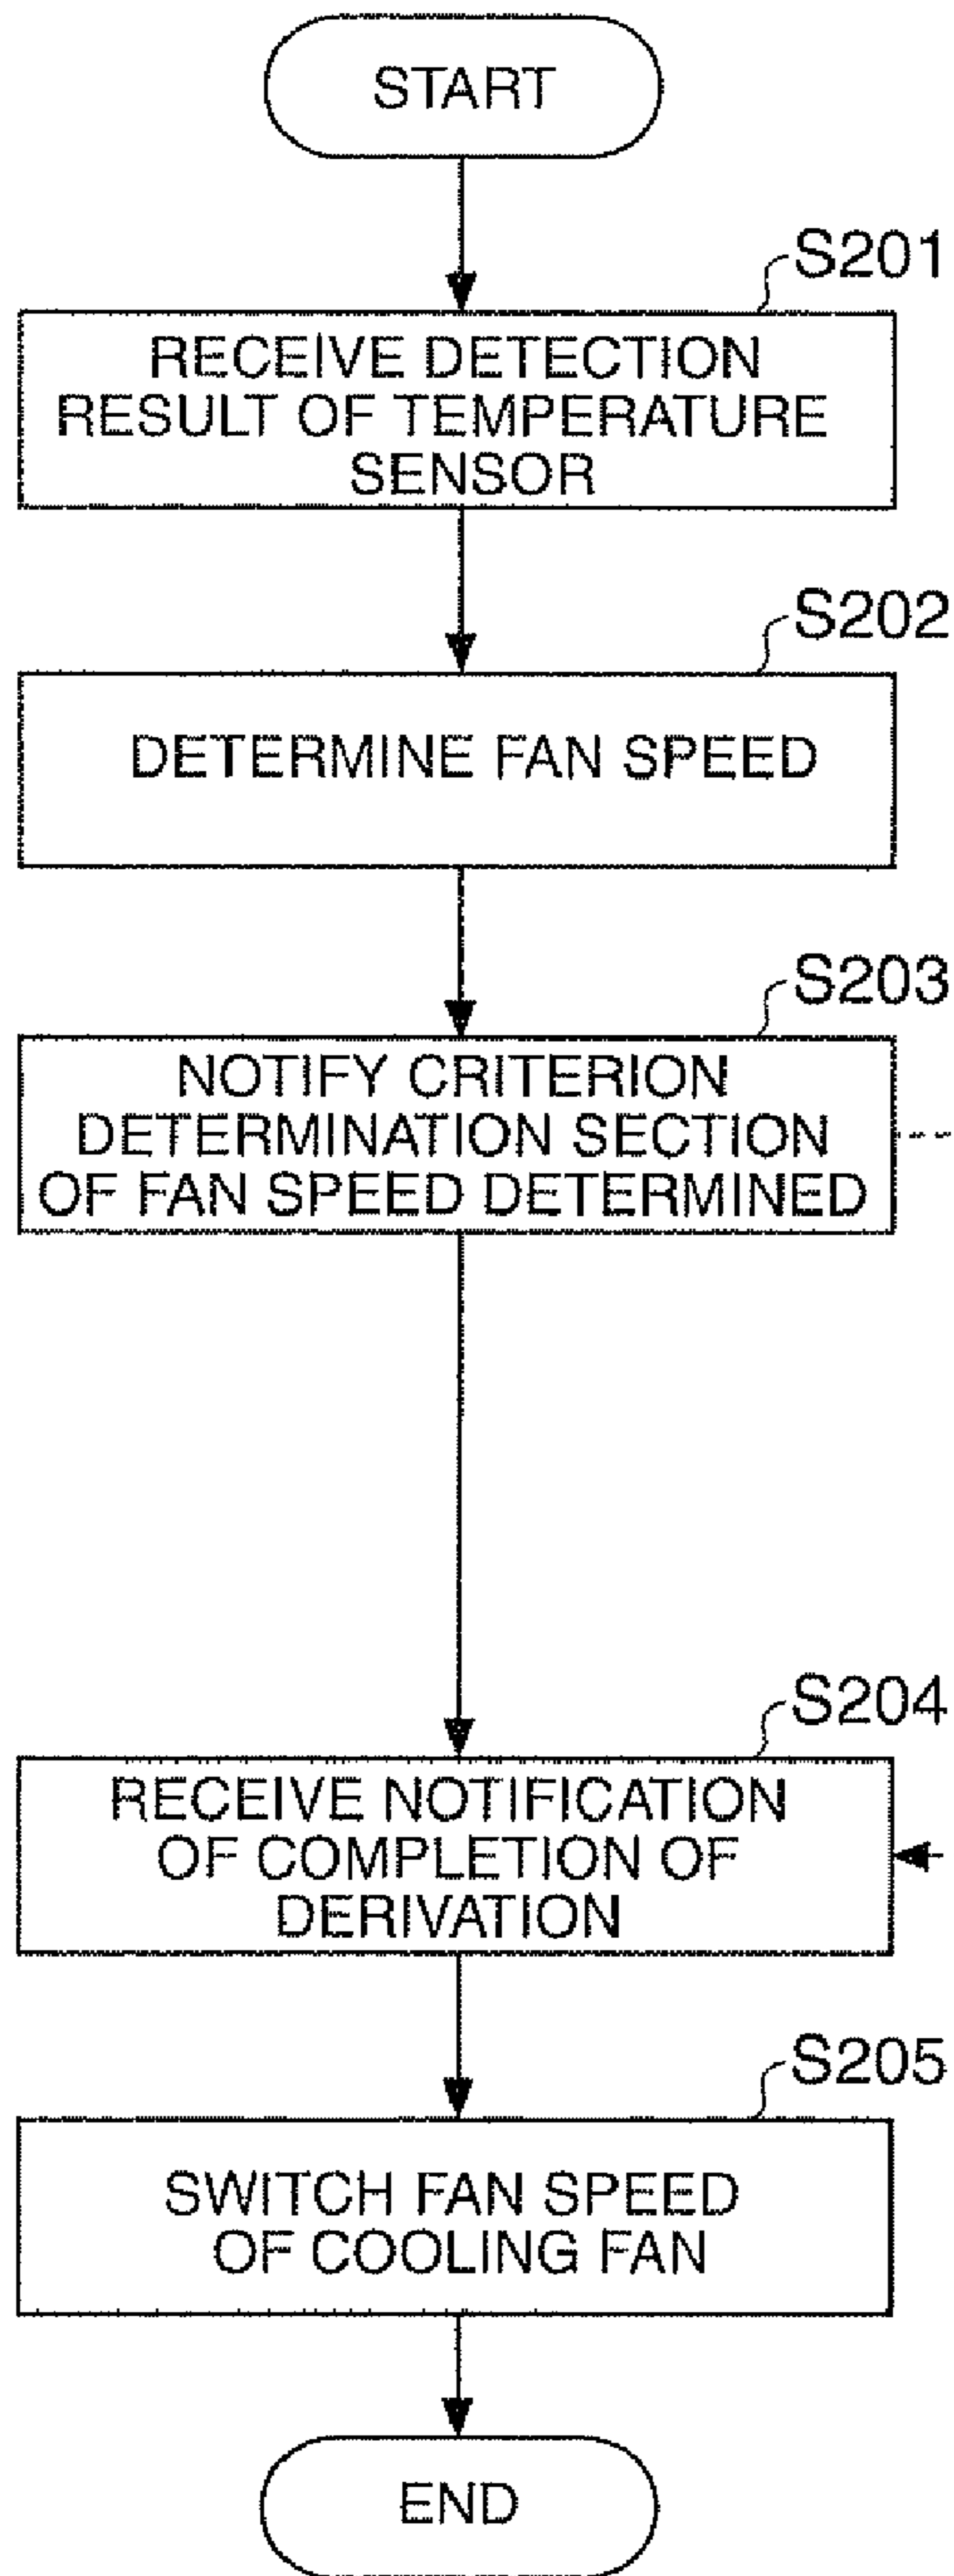 START
S201
RECEIVE DETECTION
RESULT OF TEMPERATURE
SENSOR
S202
DETERMINE FAN SPEED
S203
NOTIFY CRITERION
DETERMINATION SECTION
OF FAN SPEED DETERMINED
S204
RECEIVE NOTIFICATION
OF COMPLETION OF
DERIVATION
S205
SWITCH FAN SPEED
OF COOLING FAN
END